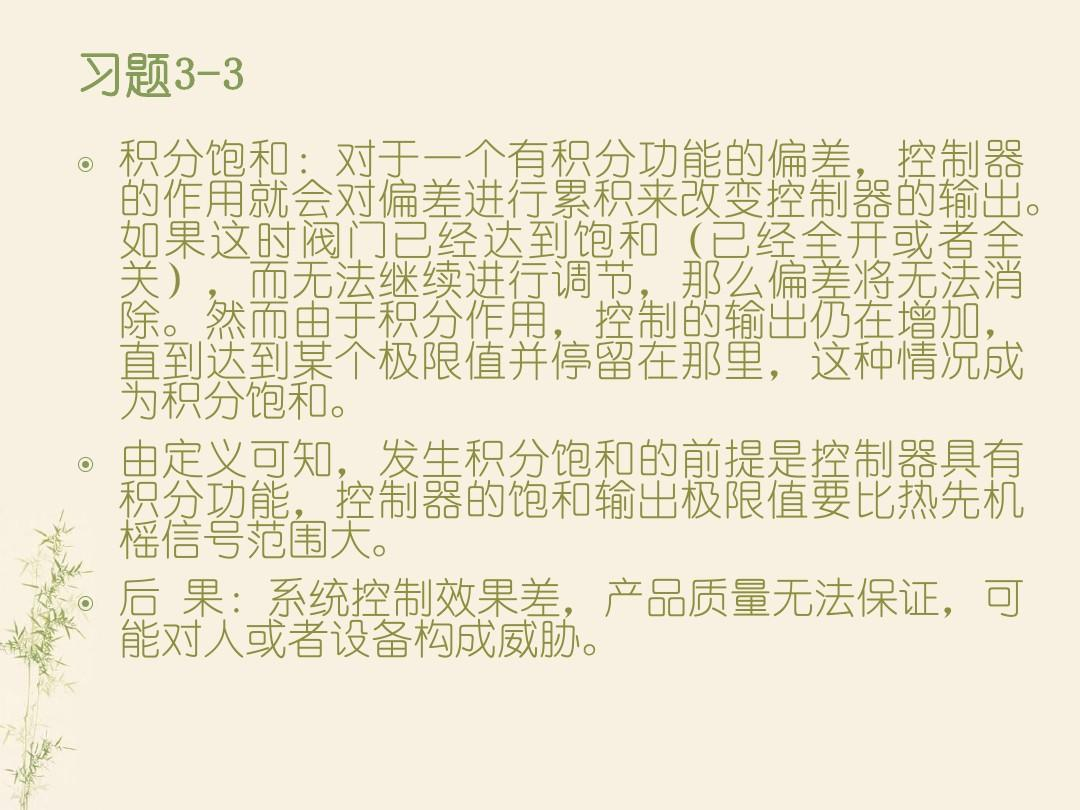 习题3-3
积分饱和：对于一个有积分功能的偏差，控制器
的作用就会对偏差进行累积来改变控制器的输出。
如果这时阀门已经达到饱和（已经全开或者全
关），而无法继续进行调节，那么偏差将无法消
除。然而由于积分作用，控制的输出仍在增加，
直到达到某个极限值并停留在那里，这种情况成
为积分饱和。
由定义可知，发生积分饱和的前提是控制器具有
积分功能，控制器的饱和输出极限值要比热先机
榣信号范围大。
后 果：系统控制效果差，产品质量无法保证，可
能对人或者设备构成威胁。